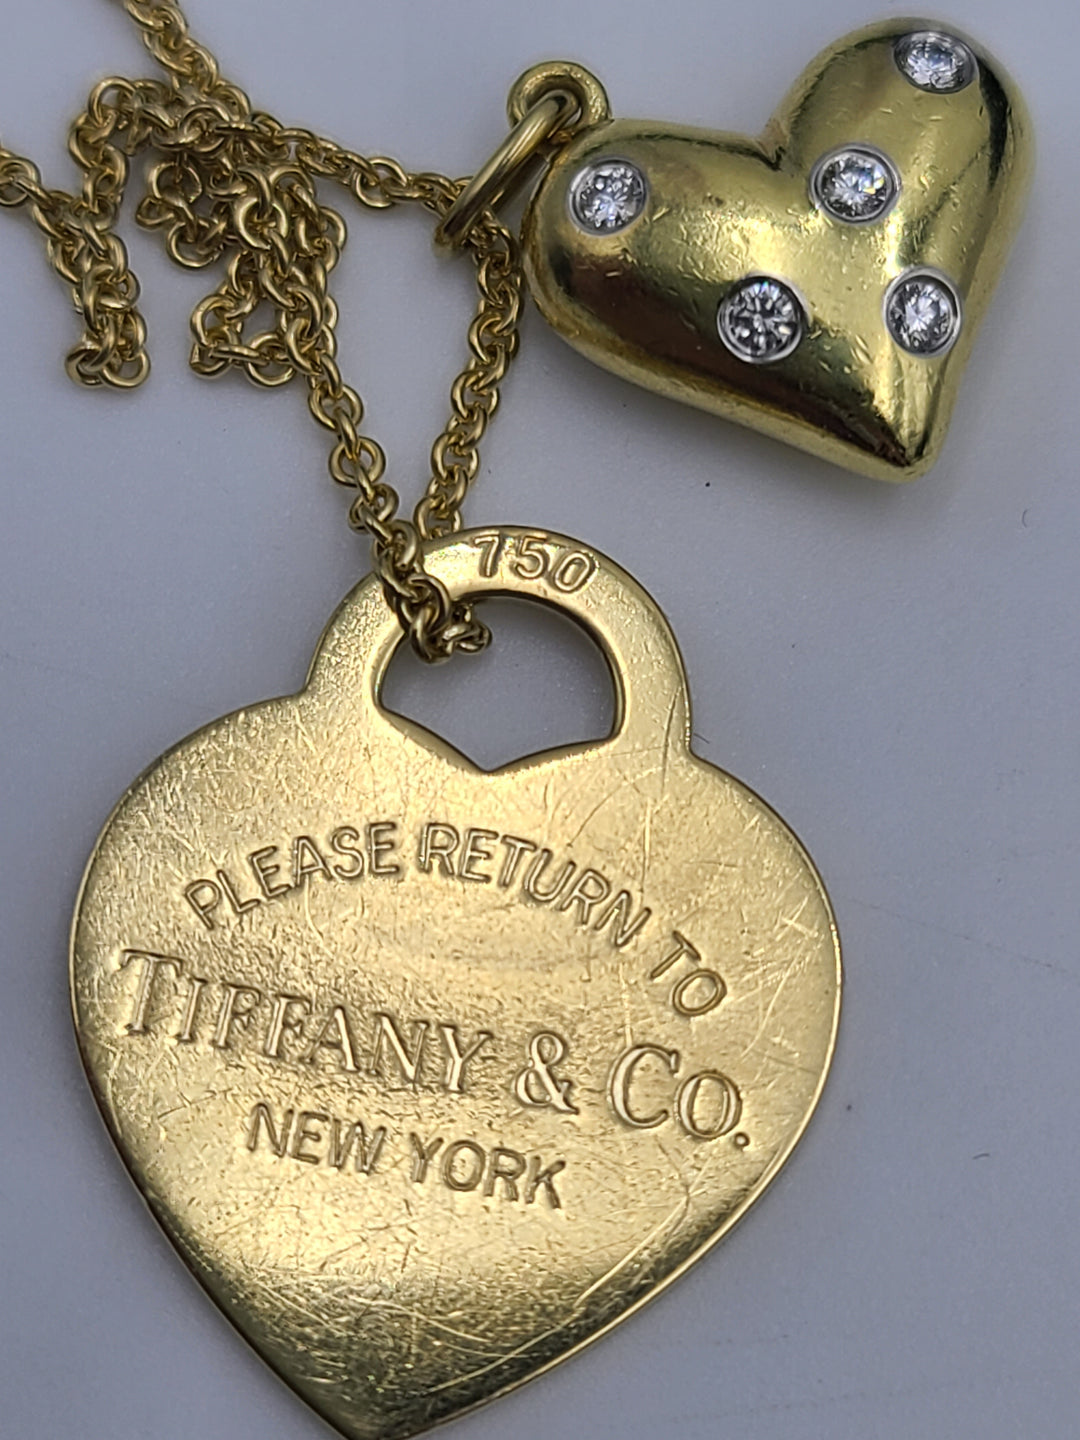 750
PLEASE RETURN TO
TIFFANY & CO.
NEW YORK